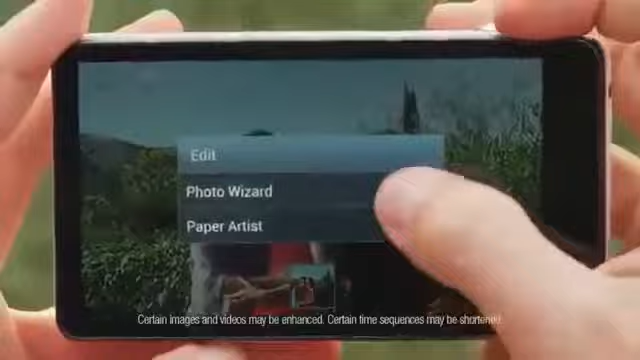 Edit
Photo Wizard
Paper Artist
Certain images and videos may be enhanced. Certain time sequences may be shortened.